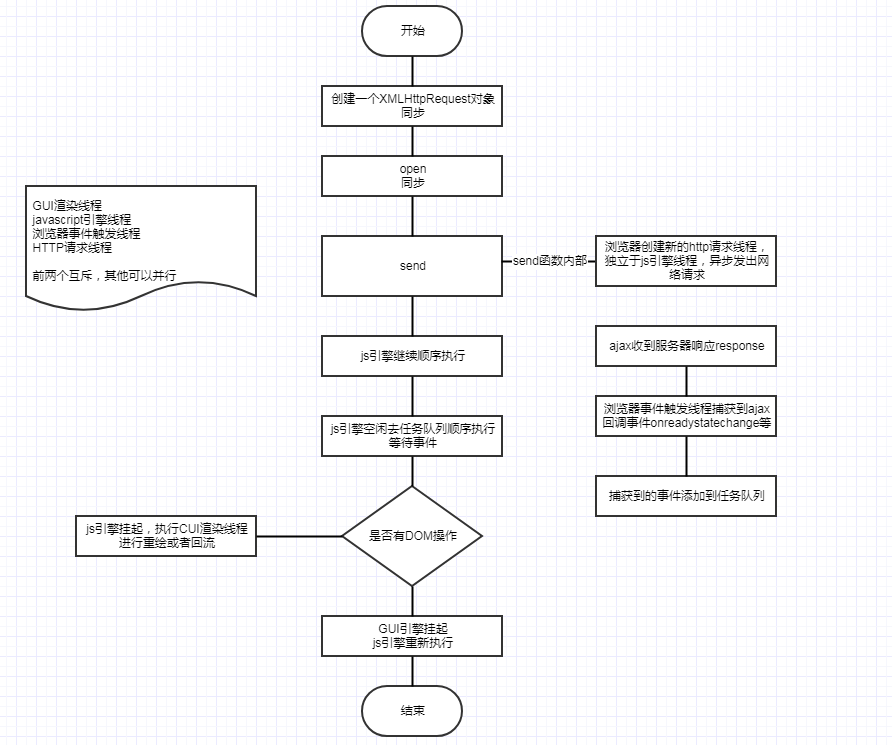 开始
创建一个XMLHttpRequest对象
同步
open
同步
GUI渲染线程
javascript引擎线程
浏览器事件触发线程
HTTP请求线程
前两个互斥，其他可以并行
send
send函数内部
浏览器创建新的http请求线程，
独立于js引擎线程，异步发出网
络请求
js引擎继续顺序执行
ajax收到服务器响应response
js引擎空闲去任务队列顺序执行
等待事件
浏览器事件触发线程捕获到ajax
回调事件onreadystatechange等
捕获到的事件添加到任务队列
是否有DOM操作
js引擎挂起，执行CUI渲染线程
进行重绘或者回流
GUI引擎挂起
js引擎重新执行
结束